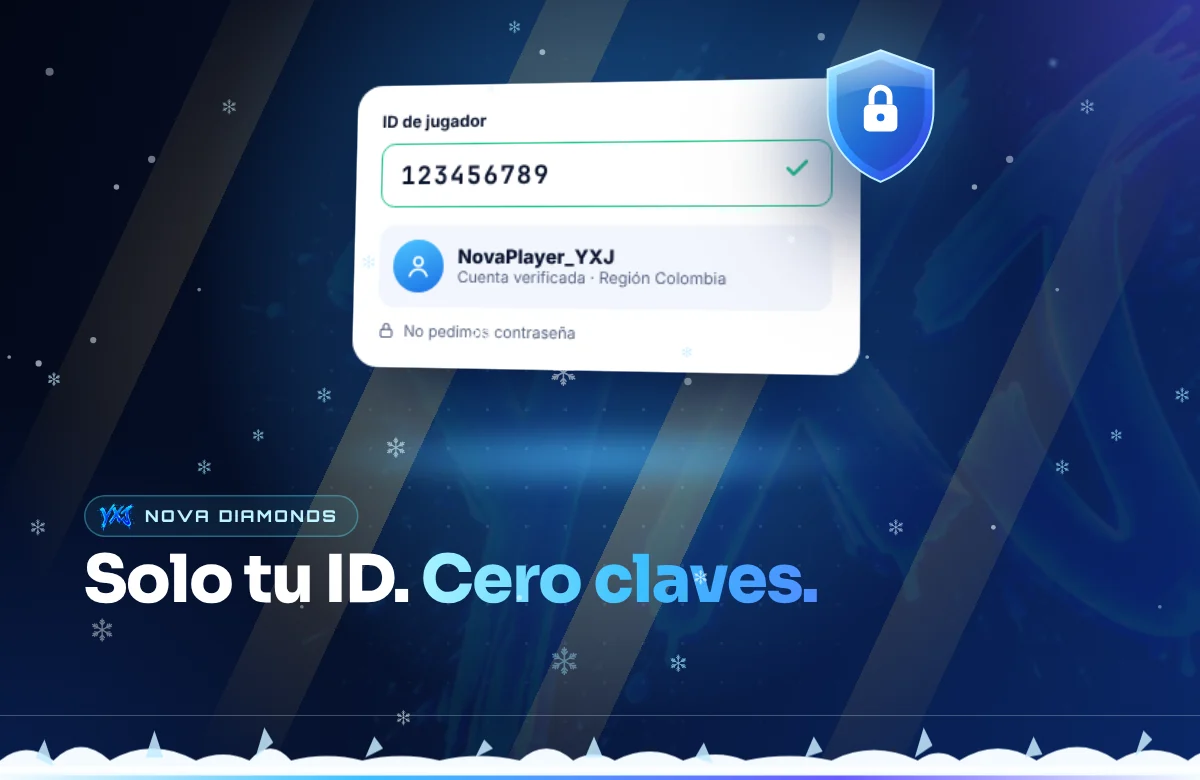 ID de jugador
123456789
NovaPlayer_YXJ
Cuenta verificada · Región Colombia
No pedimos contraseña
YXJ NOVA DIAMONDS
Solo tu ID. Cero claves.